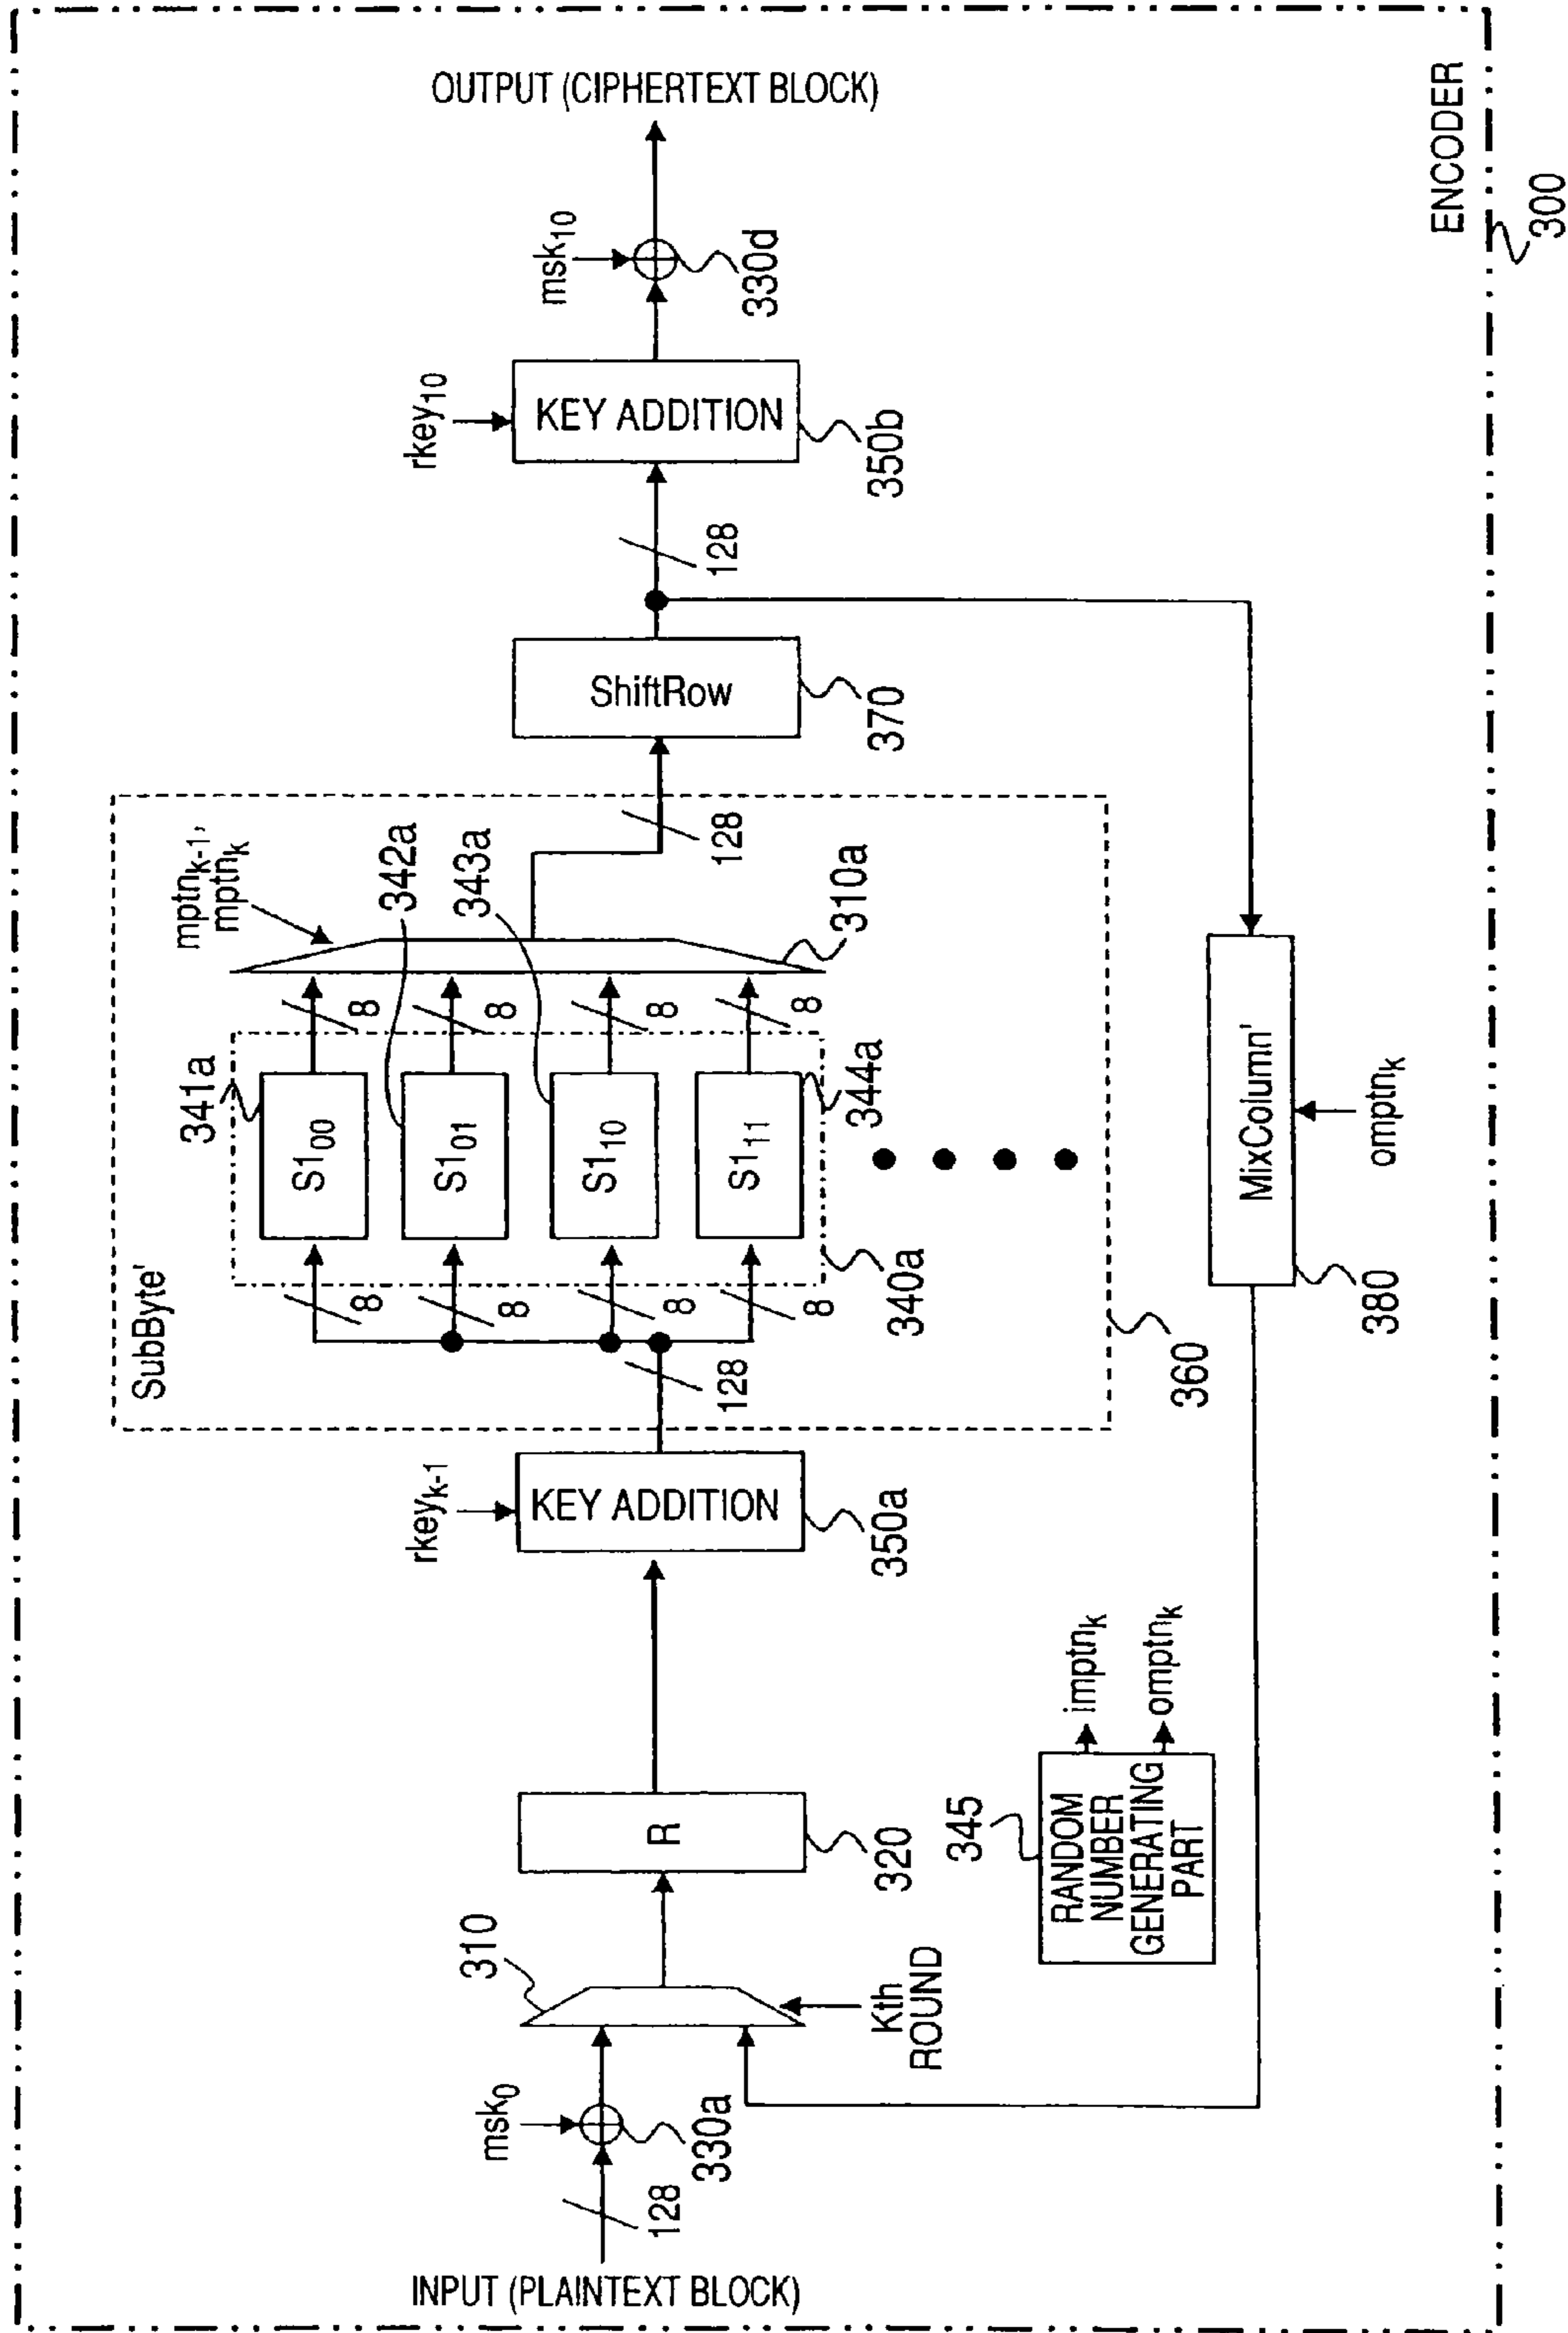 INPUT (PLAINTEXT BLOCK)
128
msk0
330a
310
Kth
ROUND
R
320
345
RANDOM
NUMBER
GENERATING
PART
imptnk
omptnk
rkeyk-1
KEY ADDITION
350a
SubByte'
128
8
8
8
8
340a
341a
S100
S101
S110
S111
344a
8
8
8
8
mptnk-1,
mptnk
342a
343a
310a
128
360
ShiftRow
370
128
MixColumn'
omptnk
380
rkey10
KEY ADDITION
350b
msk10
330d
OUTPUT (CIPHERTEXT BLOCK)
ENCODER
300